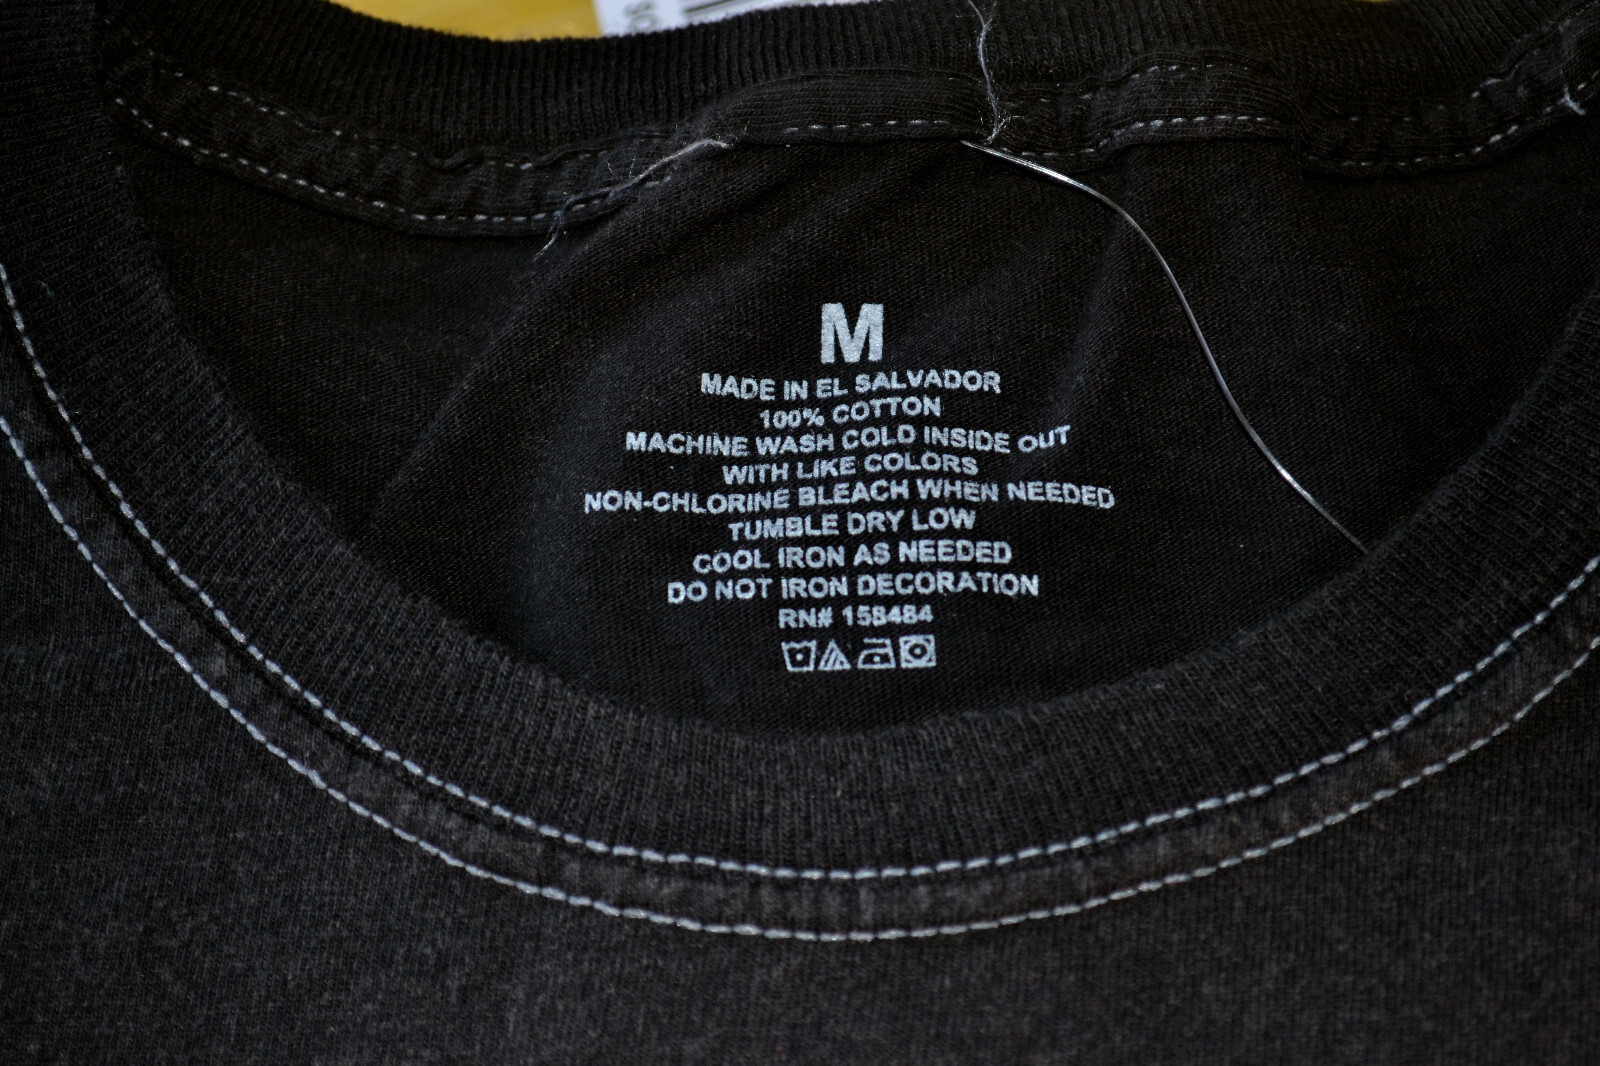 M
MADE IN EL SALVADOR
100% COTTON
MACHINE WASH COLD INSIDE OUT
WITH LIKE COLORS
NON-CHLORINE BLEACH WHEN NEEDED
TUMBLE DRY LOW
COOL IRON AS NEEDED
DO NOT IRON DECORATION
RN# 158484